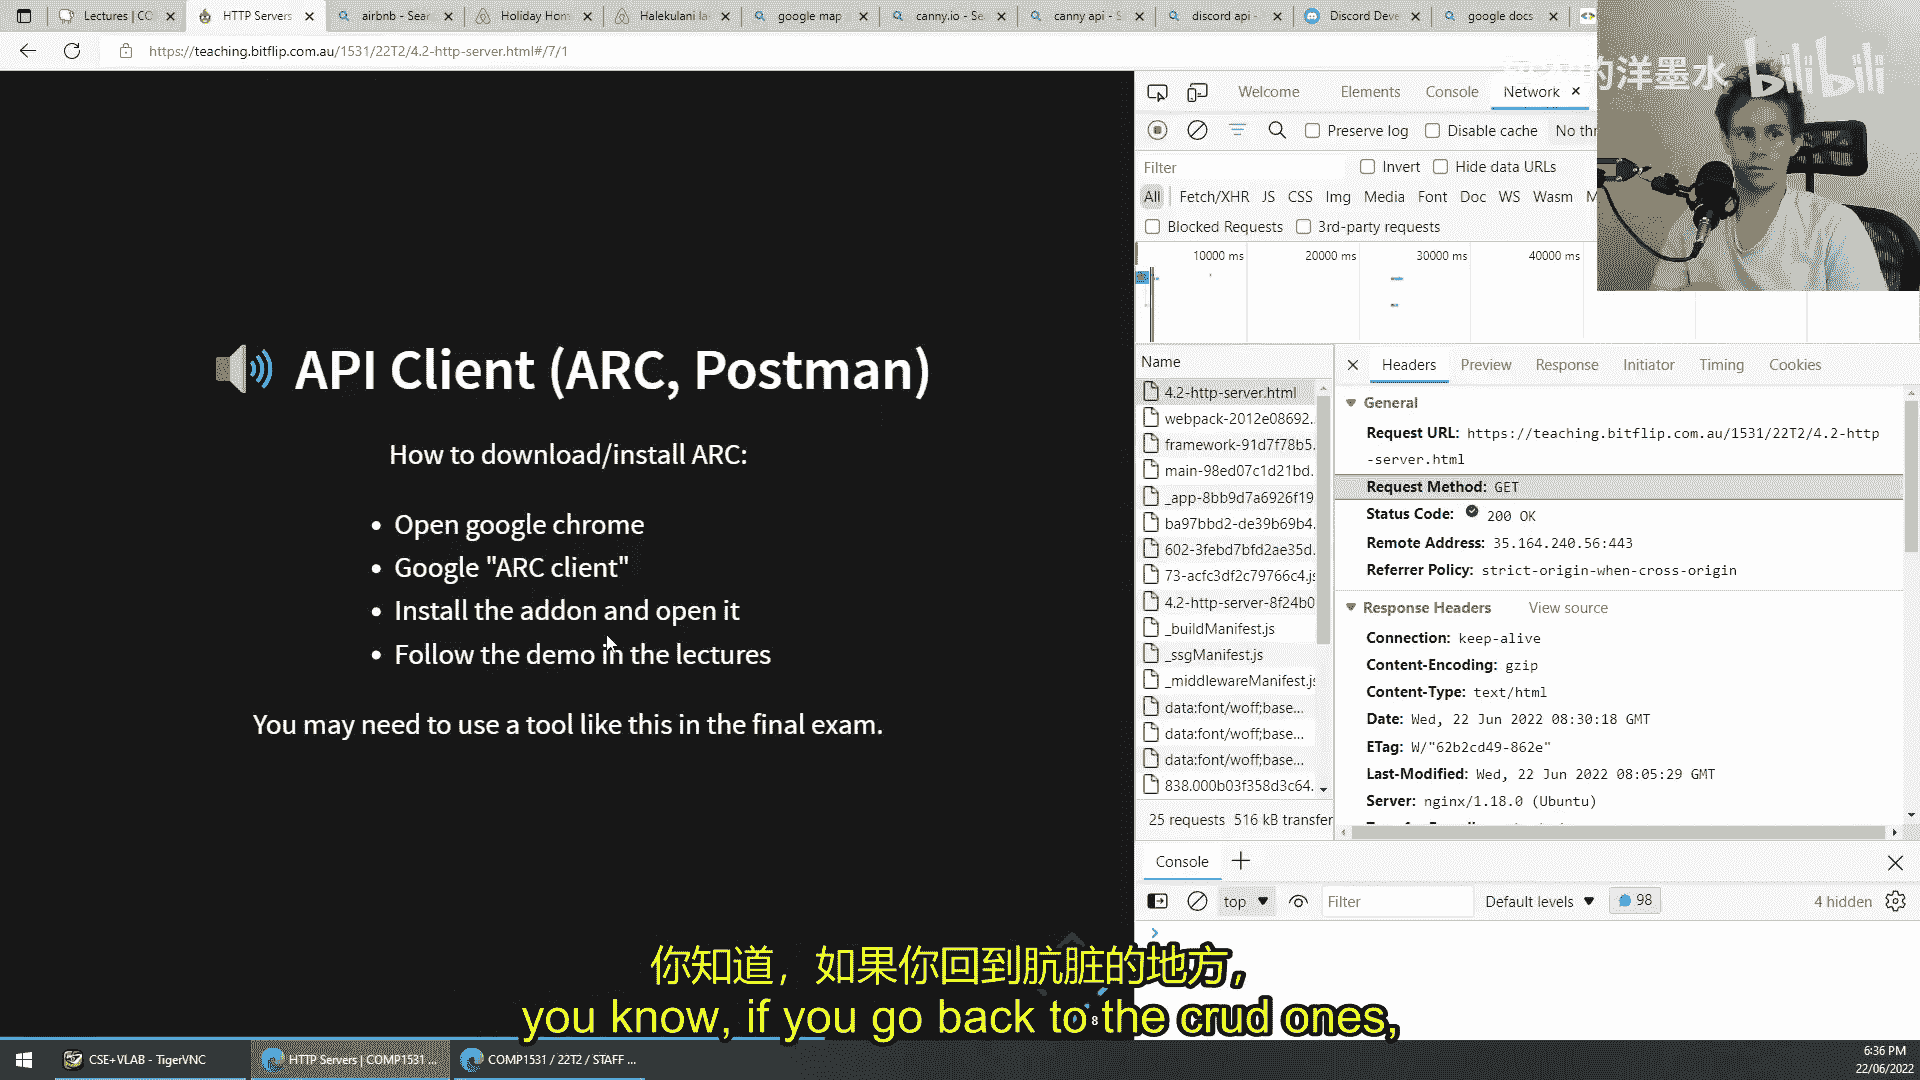 Lectures | CO
HTTP Servers
airbnb - Sear
Holiday Hom
Halekulani la
google map
canny.io - Se
canny api - S
discord api -
Discord Deve
google docs
https://teaching.bitflip.com.au/1531/22T2/4.2-http-server.html#/7/1
的洋墨水 bilibili
Welcome Elements Console Network
Preserve log Disable cache No thr
Filter Invert Hide data URLs
All Fetch/XHR JS CSS Img Media Font Doc WS Wasm M
Blocked Requests 3rd-party requests
10000 ms 20000 ms 30000 ms 40000 ms
API Client (ARC, Postman)
How to download/install ARC:
• Open google chrome
• Google "ARC client"
• Install the addon and open it
• Follow the demo in the lectures
You may need to use a tool like this in the final exam.
Name
4.2-http-server.html
webpack-2012e08692.
framework-91d7f78b5.
main-98ed07c1d21bd.
_app-8bb9d7a6926f19
ba97bbd2-de39b69b4.
602-3febd7bfd2ae35d.
73-acfc3df2c79766c4.js
4.2-http-server-8f24b0
_buildManifest.js
_ssgManifest.js
_middlewareManifest.js
data:font/woff;base...
data:font/woff;base...
data:font/woff;base...
838.000b03f358d3c64.
25 requests 516 kB transfer
Headers Preview Response Initiator Timing Cookies
General
Request URL: https://teaching.bitflip.com.au/1531/22T2/4.2-http
-server.html
Request Method: GET
Status Code: 200 OK
Remote Address: 35.164.240.56:443
Referrer Policy: strict-origin-when-cross-origin
Response Headers View source
Connection: keep-alive
Content-Encoding: gzip
Content-Type: text/html
Date: Wed, 22 Jun 2022 08:30:18 GMT
ETag: W/"62b2cd49-862e"
Last-Modified: Wed, 22 Jun 2022 08:05:29 GMT
Server: nginx/1.18.0 (Ubuntu)
Console
top Filter Default levels 98 4 hidden
你知道，如果你回到肮脏的地方，
you know, if you go back to the crud ones,
8
CSE+VLAB - TigerVNC
HTTP Servers | COMP1531 ...
COMP1531 / 22T2 / STAFF ...
6:36 PM
22/06/2022